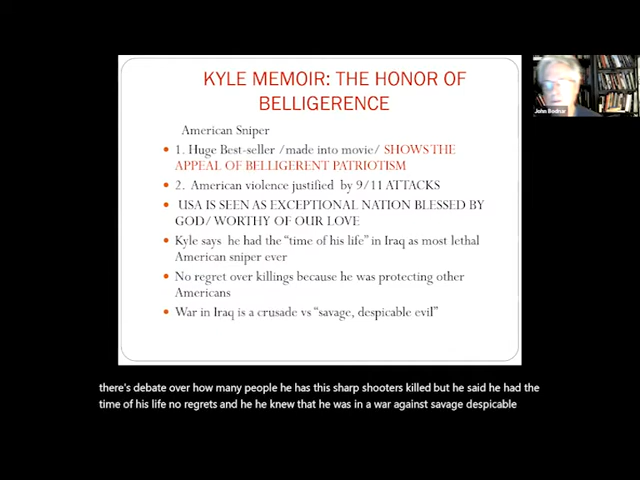 KYLE MEMOIR: THE HONOR OF
BELLIGERENCE
American Sniper
• 1. Huge Best-seller /made into movie/ SHOWS THE
APPEAL OF BELLIGERENT PATRIOTISM
• 2. American violence justified by 9/11 ATTACKS
• USA IS SEEN AS EXCEPTIONAL NATION BLESSED BY
GOD/ WORTHY OF OUR LOVE
• Kyle says he had the “time of his life” in Iraq as most lethal
American sniper ever
• No regret over killings because he was protecting other
Americans
• War in Iraq is a crusade vs “savage, despicable evil”
John Bodnar
there's debate over how many people he has this sharp shooters killed but he said he had the
time of his life no regrets and he he knew that he was in a war against savage despicable